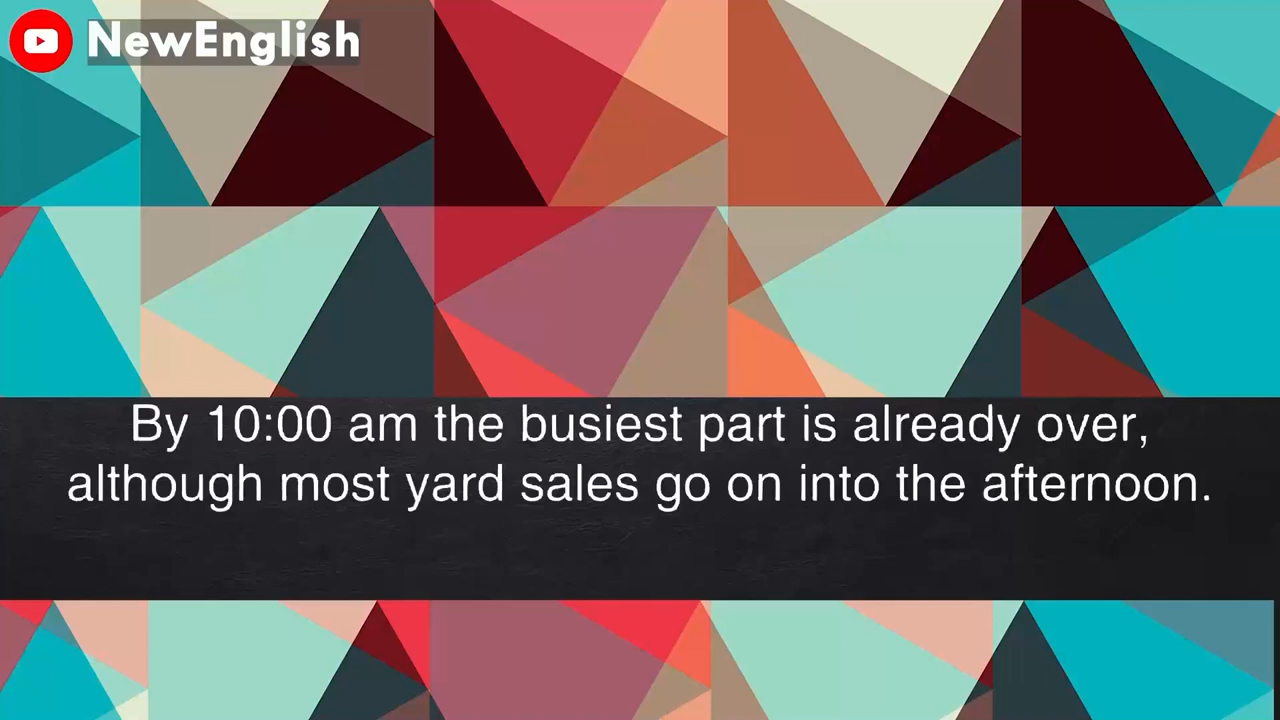 NewEnglish
By 10:00 am the busiest part is already over,
although most yard sales go on into the afternoon.